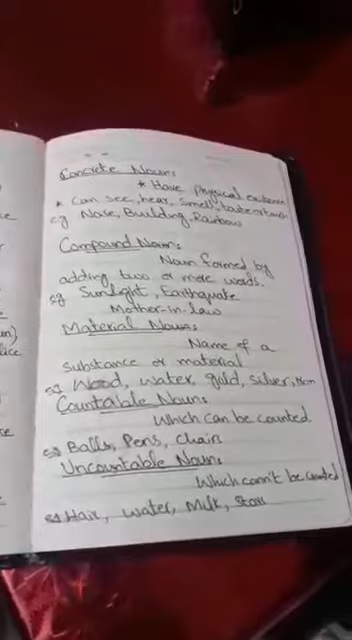 Concrete Noun:
* Have physical existence
* Can see, hear, smell, taste or touch
eg Nose, Building, Rainbow
Compound Noun:
Noun formed by
adding two or more words.
eg Sunlight, Earthquake
Mother-in-law
Material Noun:
Name of a
substance or material
eg Wood, water, gold, silver,
Countable Noun:
Which can be counted
eg Balls, Pens, Chair
Uncountable Noun:
Which can't be counted
eg Hair, Water, Milk,